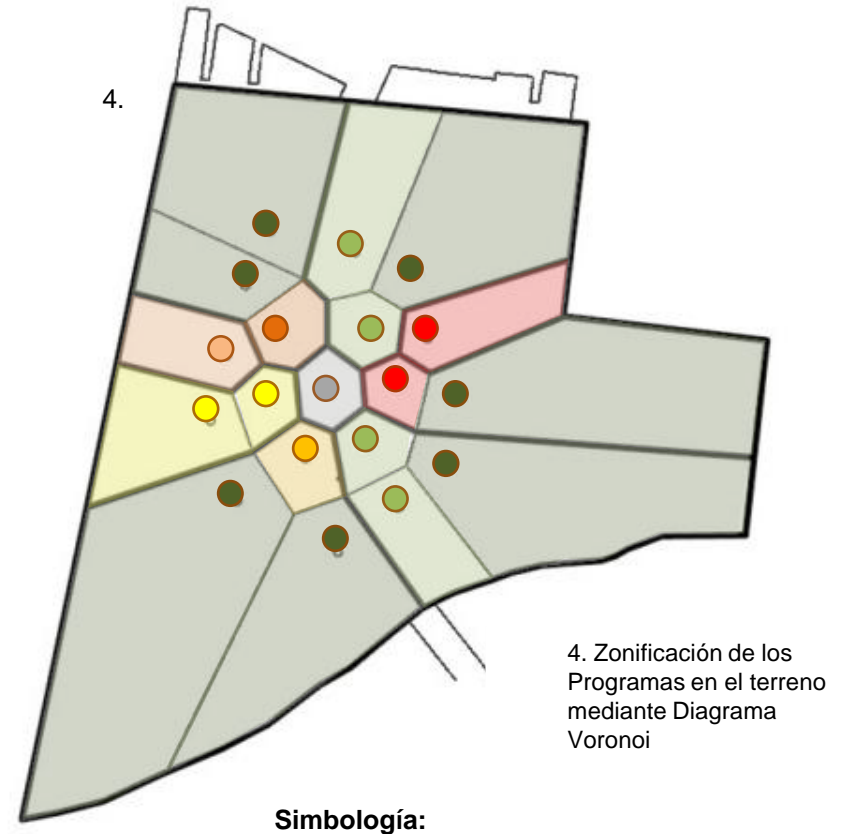 4.
4. Zonificación de los
Programas en el terreno
mediante Diagrama
Voronoi
Simbología: